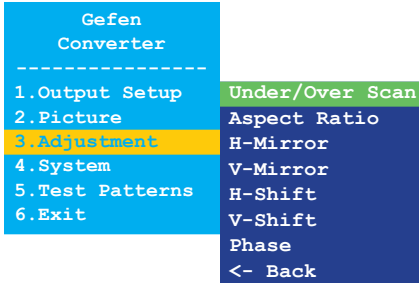 Gefen
Converter
----------------
1.Output Setup
2.Picture
3.Adjustment
4.System
5.Test Patterns
6.Exit
Under/Over Scan
Aspect Ratio
H-Mirror
V-Mirror
H-Shift
V-Shift
Phase
<- Back